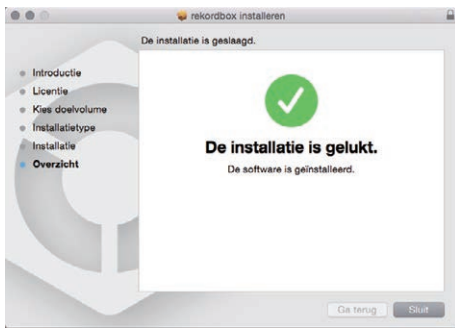 rekordbox installeren
De installatie is geslaagd.
Introductie
Licentie
Kies doelvolume
Installatietype
Installatie
Overzicht
De installatie is gelukt.
De software is geïnstalleerd.
Ga terug
Sluit